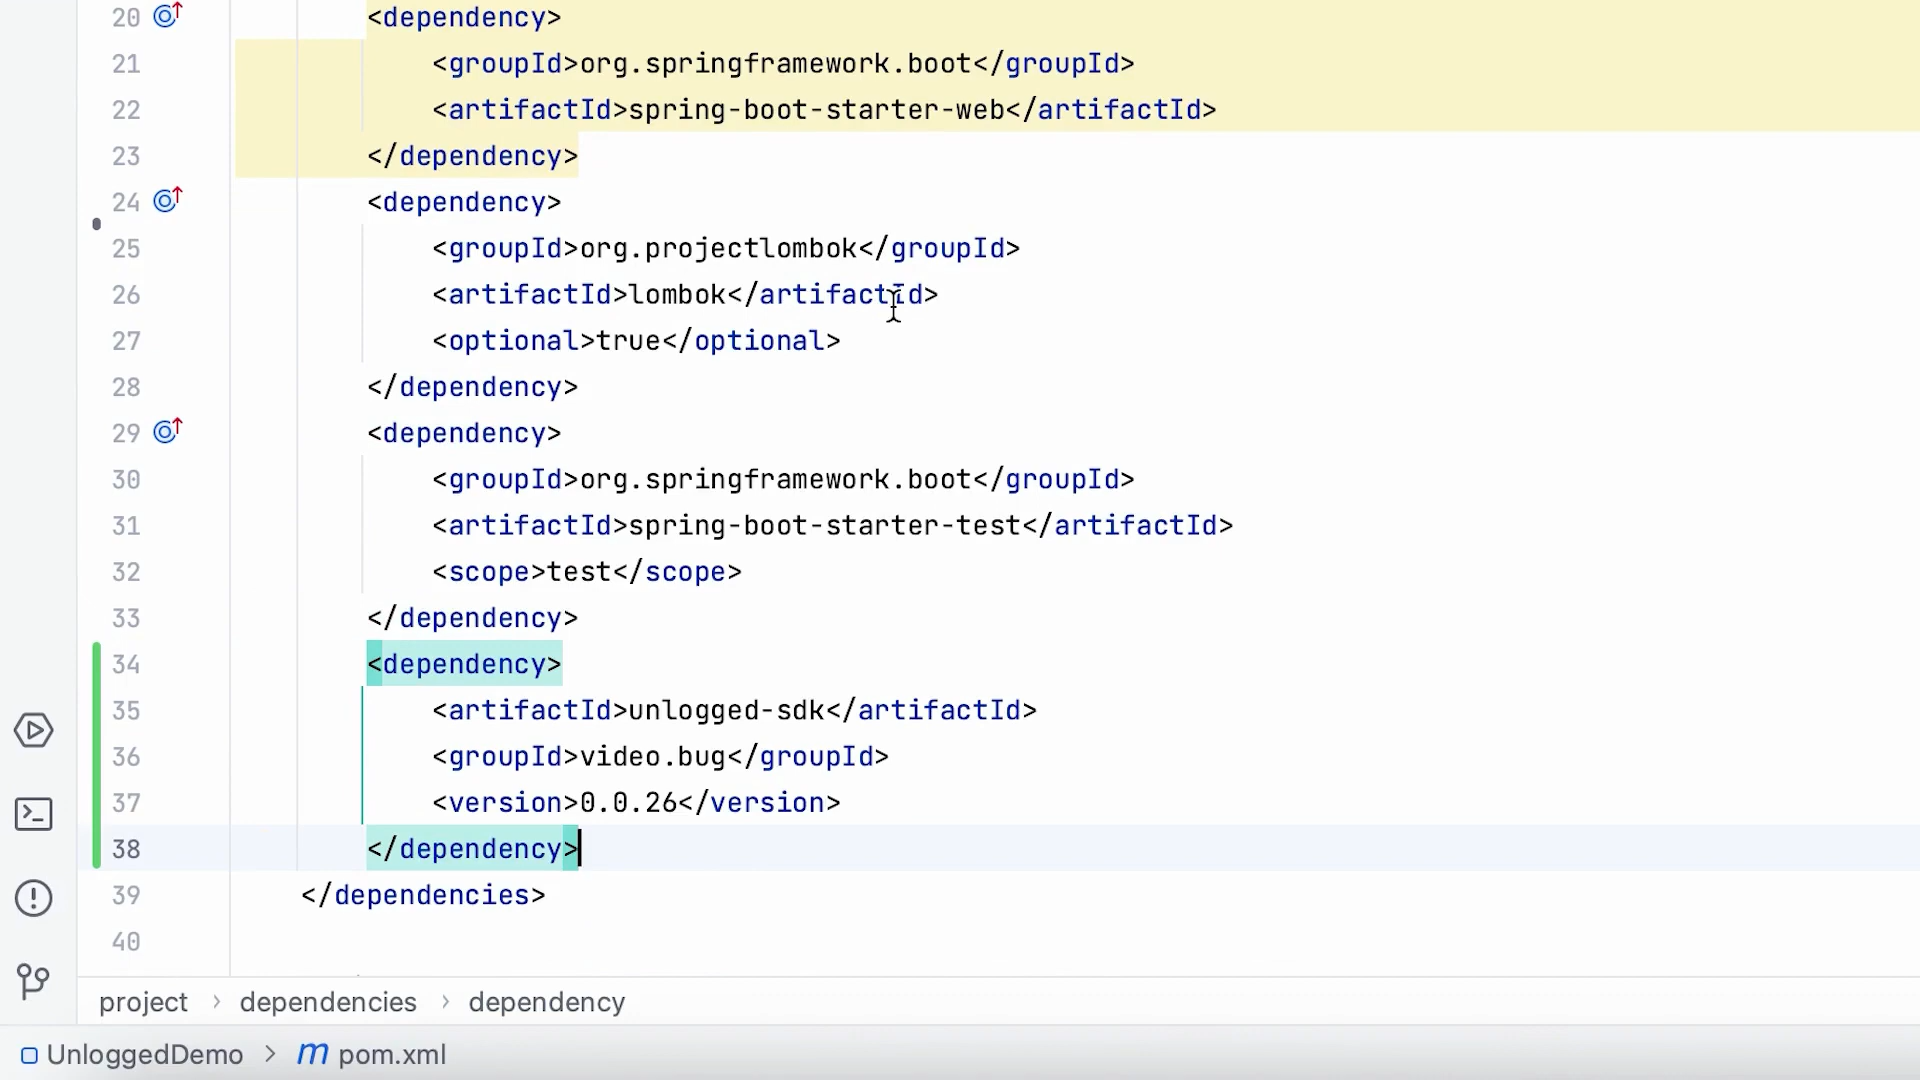 20 <dependency>
21 <groupId>org.springframework.boot</groupId>
22 <artifactId>spring-boot-starter-web</artifactId>
23 </dependency>
24 <dependency>
25 <groupId>org.projectlombok</groupId>
26 <artifactId>lombok</artifactId>
27 <optional>true</optional>
28 </dependency>
29 <dependency>
30 <groupId>org.springframework.boot</groupId>
31 <artifactId>spring-boot-starter-test</artifactId>
32 <scope>test</scope>
33 </dependency>
34 <dependency>
35 <artifactId>unlogged-sdk</artifactId>
36 <groupId>video.bug</groupId>
37 <version>0.0.26</version>
38 </dependency>
39 </dependencies>
40
project › dependencies › dependency
UnloggedDemo > m pom.xml